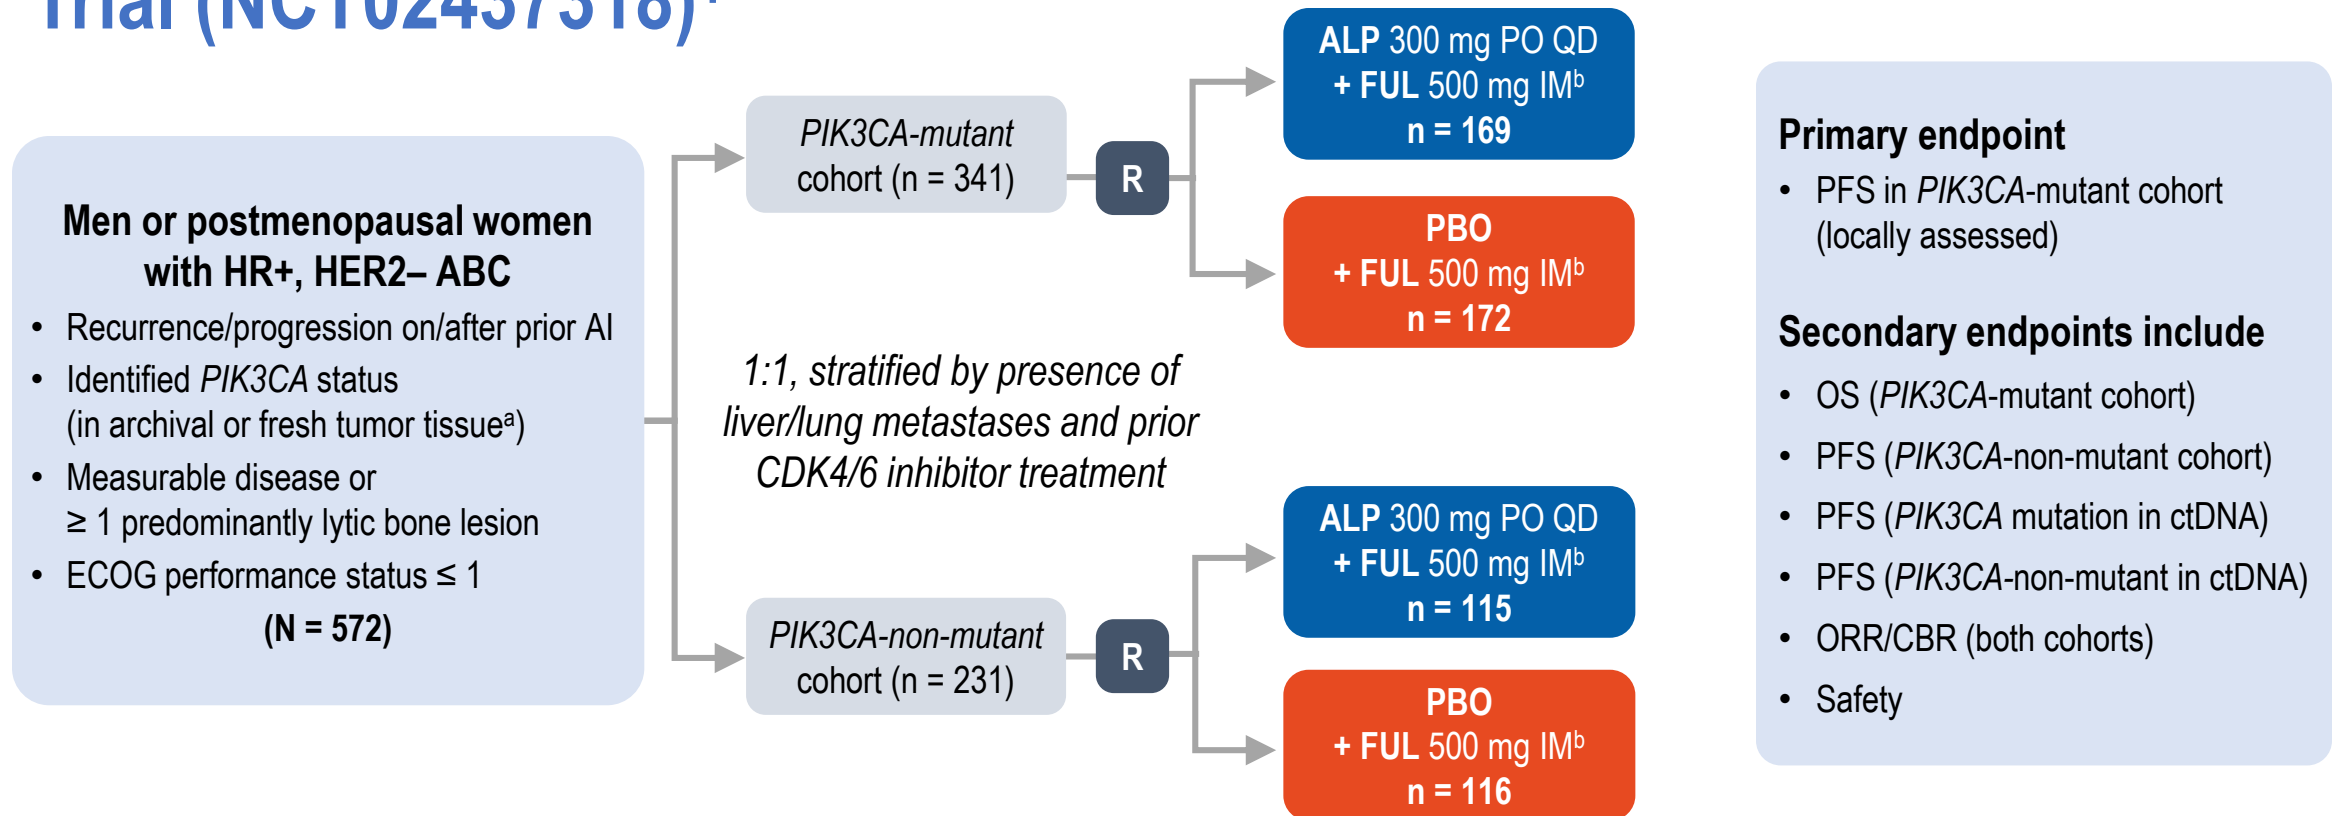 Trial (NCT02437318)
Men or postmenopausal women
with HR+, HER2– ABC
• Recurrence/progression on/after prior AI
• Identified PIK3CA status
(in archival or fresh tumor tissueᵃ)
• Measurable disease or
≥ 1 predominantly lytic bone lesion
• ECOG performance status ≤ 1
(N = 572)
PIK3CA-mutant
cohort (n = 341)
R
1:1, stratified by presence of
liver/lung metastases and prior
CDK4/6 inhibitor treatment
PIK3CA-non-mutant
cohort (n = 231)
R
ALP 300 mg PO QD
+ FUL 500 mg IMᵇ
n = 169
PBO
+ FUL 500 mg IMᵇ
n = 172
ALP 300 mg PO QD
+ FUL 500 mg IMᵇ
n = 115
PBO
+ FUL 500 mg IMᵇ
n = 116
Primary endpoint
• PFS in PIK3CA-mutant cohort
(locally assessed)
Secondary endpoints include
• OS (PIK3CA-mutant cohort)
• PFS (PIK3CA-non-mutant cohort)
• PFS (PIK3CA mutation in ctDNA)
• PFS (PIK3CA-non-mutant in ctDNA)
• ORR/CBR (both cohorts)
• Safety